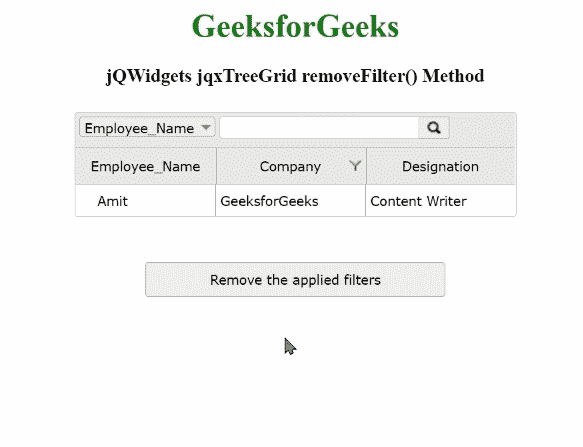 GeeksforGeeks
jQWidgets jqxTreeGrid removeFilter() Method
Employee_Name
Employee_Name Company Designation
Amit GeeksforGeeks Content Writer
Remove the applied filters